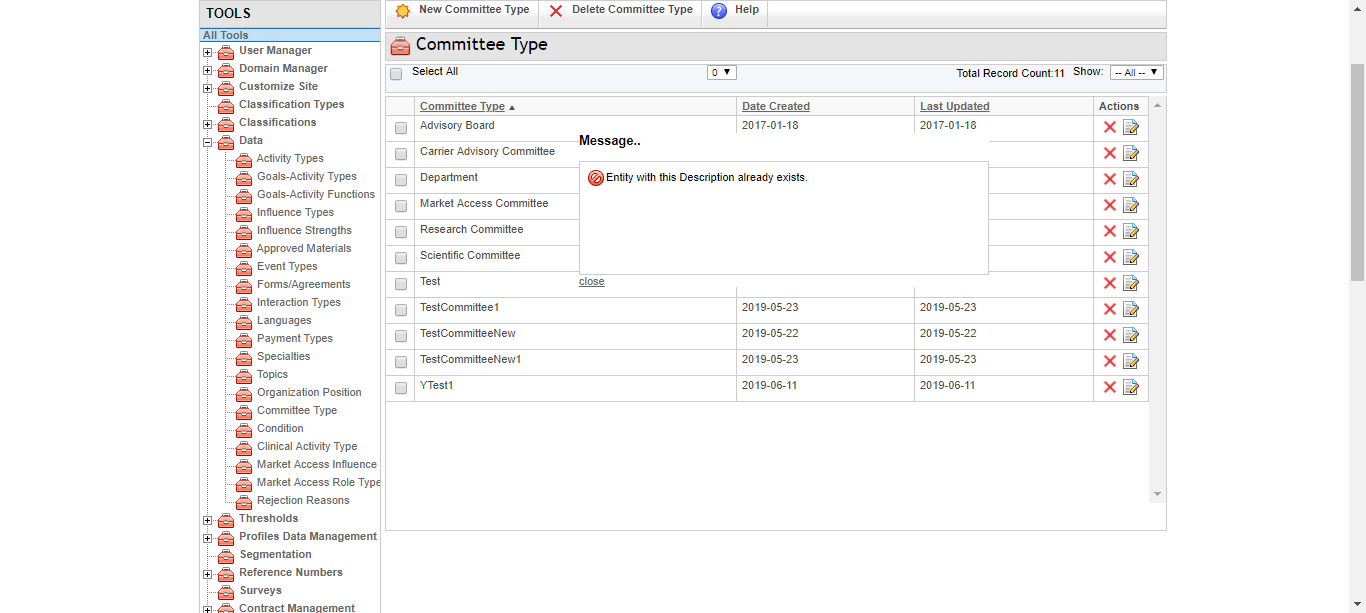 TOOLS
All Tools
User Manager
Domain Manager
Customize Site
Classification Types
Classifications
Data
Activity Types
Goals-Activity Types
Goals-Activity Functions
Influence Types
Influence Strengths
Approved Materials
Event Types
Forms/Agreements
Interaction Types
Languages
Payment Types
Specialties
Topics
Organization Position
Committee Type
Condition
Clinical Activity Type
Market Access Influence
Market Access Role Type
Rejection Reasons
Thresholds
Profiles Data Management
Segmentation
Reference Numbers
Surveys
Contract Management
New Committee Type Delete Committee Type Help
Committee Type
Select All 0 Total Record Count:11 Show: -- All --
Committee Type Date Created Last Updated Actions
Advisory Board 2017-01-18 2017-01-18
Carrier Advisory Committee
Department
Market Access Committee
Research Committee
Scientific Committee
Test
TestCommittee1 2019-05-23 2019-05-23
TestCommitteeNew 2019-05-22 2019-05-22
TestCommitteeNew1 2019-05-23 2019-05-23
YTest1 2019-06-11 2019-06-11
Message..
Entity with this Description already exists.
close